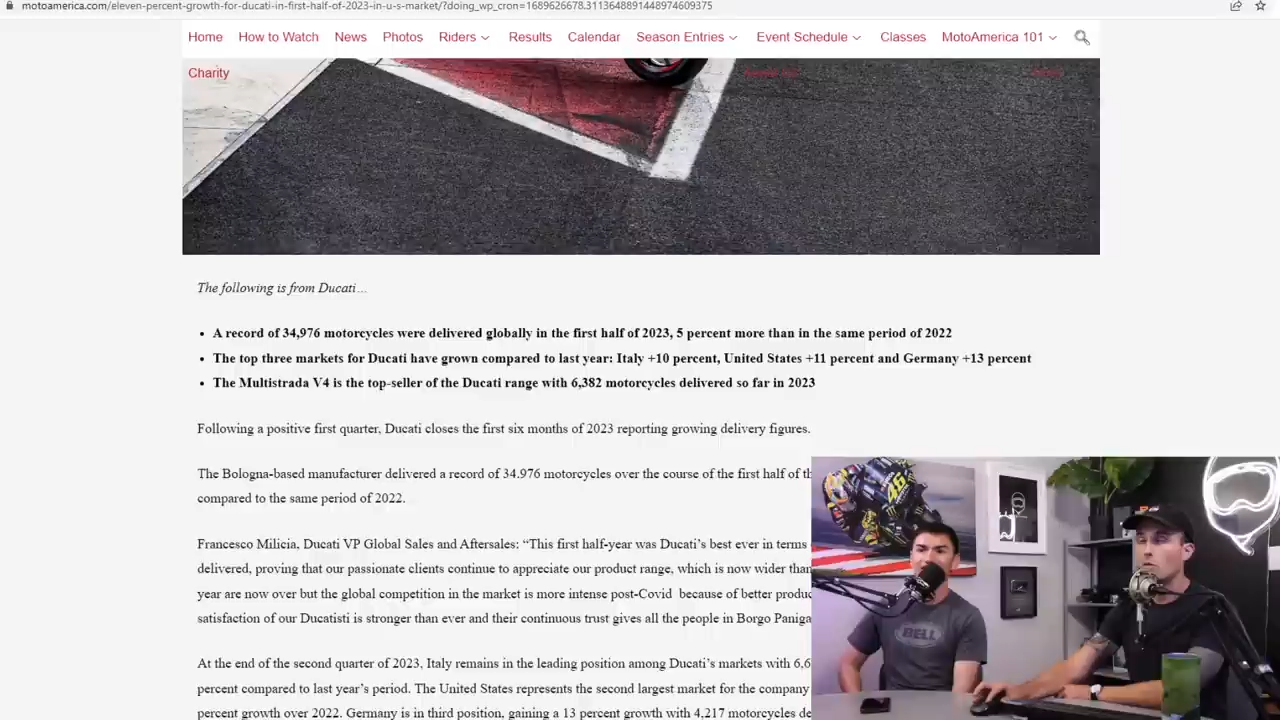 motoamerica.com/eleven-percent-growth-for-ducati-in-first-half-of-2023-in-u-s-market/?doing_wp_cron=1689626678.3113648891448974609375
Home How to Watch News Photos Riders Results Calendar Season Entries Event Schedule Classes MotoAmerica 101
Charity
The following is from Ducati…
• A record of 34,976 motorcycles were delivered globally in the first half of 2023, 5 percent more than in the same period of 2022
• The top three markets for Ducati have grown compared to last year: Italy +10 percent, United States +11 percent and Germany +13 percent
• The Multistrada V4 is the top-seller of the Ducati range with 6,382 motorcycles delivered so far in 2023
Following a positive first quarter, Ducati closes the first six months of 2023 reporting growing delivery figures.
The Bologna-based manufacturer delivered a record of 34.976 motorcycles over the course of the first half of th
compared to the same period of 2022.
Francesco Milicia, Ducati VP Global Sales and Aftersales: “This first half-year was Ducati’s best ever in terms
delivered, proving that our passionate clients continue to appreciate our product range, which is now wider than
year are now over but the global competition in the market is more intense post-Covid because of better produc
satisfaction of our Ducatisti is stronger than ever and their continuous trust gives all the people in Borgo Paniga
At the end of the second quarter of 2023, Italy remains in the leading position among Ducati’s markets with 6,6
percent compared to last year’s period. The United States represents the second largest market for the company
percent growth over 2022. Germany is in third position, gaining a 13 percent growth with 4,217 motorcycles de
46
BELL